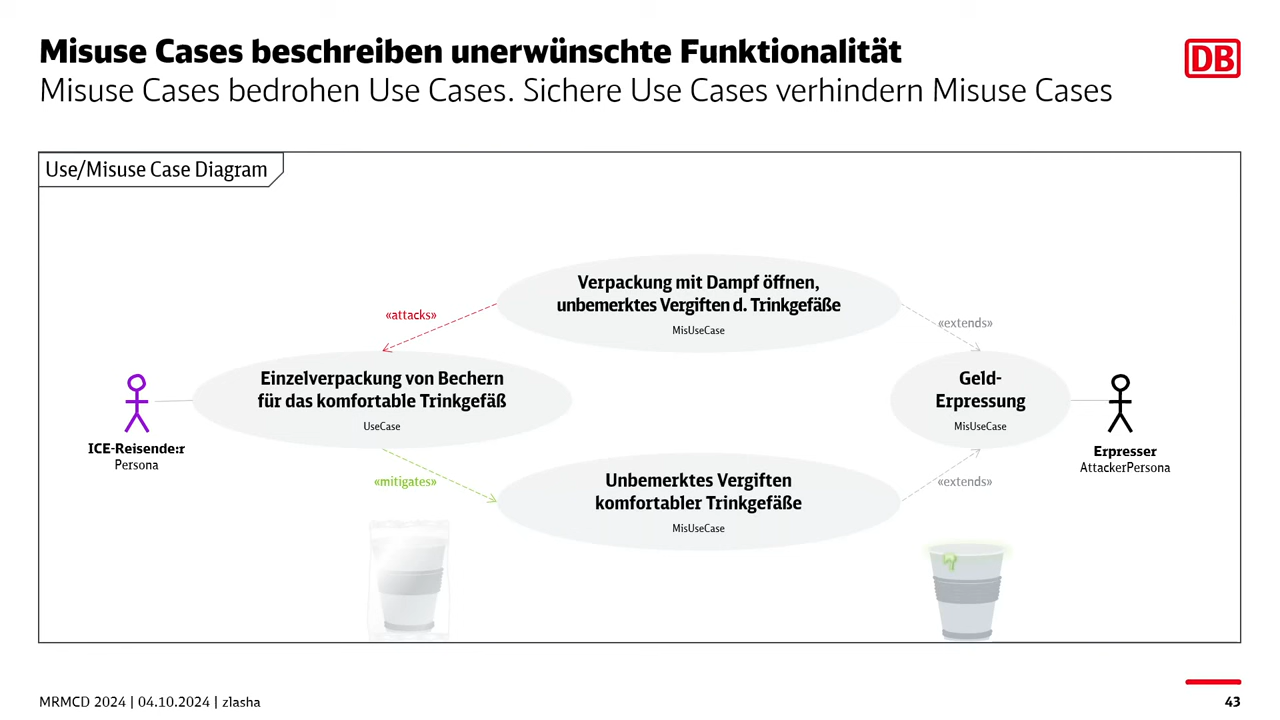 Misuse Cases beschreiben unerwünschte Funktionalität
Misuse Cases bedrohen Use Cases. Sichere Use Cases verhindern Misuse Cases
DB
Use/Misuse Case Diagram
Verpackung mit Dampf öffnen,
unbemerktes Vergiften d. Trinkgefäße
MisUseCase
«attacks»
«extends»
Einzelverpackung von Bechern
für das komfortable Trinkgefäß
UseCase
Geld-
Erpressung
MisUseCase
ICE-Reisende:r
Persona
Erpresser
AttackerPersona
«mitigates»
Unbemerktes Vergiften
komfortabler Trinkgefäße
MisUseCase
«extends»
MRMCD 2024 | 04.10.2024 | zlasha
43